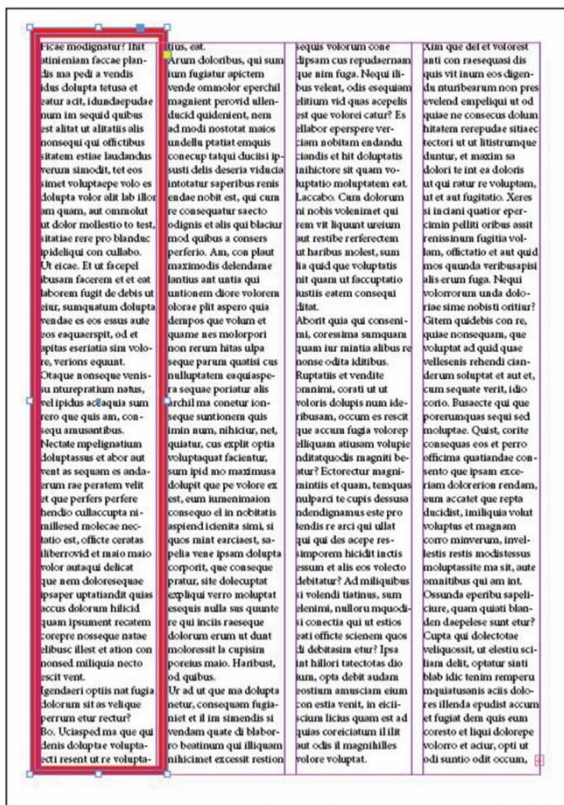 Ficae modignatur? Ihit
atinieniam faccae plan-
dis ma pedi a vendis
idus dolupta tetusa et
eatur acit, idundaepudae
num im sequid quibus
est alitat ut alitatiis alis
nonsequi qui offictibus
sitatem estiae laudandus
verum simodit, tet eos
simet voluptaepe volo es
dolupta volor alit lab illor
am quam, aut ommolut
ut dolor mollestio to test,
sitatiae rere pro blanduc
ipideliqui con cullabo.
Ut eicae. Et ut facepel
ibusam facerem et et eat
laborem fugit de debis ut
eiur, sumquatum dolupta
vendae es eos essus aute
eos eaquaerspit, od et
apitas eseriatia sim volo-
re, verions equunt.
Otaque nonseque venis-
su nturepratium natus,
vel ipidus aceaquia sum
rero que quis am, con-
sequ amusantibus.
Nectate mpelignatium
doluptassus et abor aut
vent as sequam es anda-
erum rae peratem velit
et que perfers perfere
hendio cullaccupta ni-
millesed molecae nec-
tatio est, officte ceratas
iliberrovid et maio maio
volor autaqui delicat
que nem doloresequae
ipsaper uptatiandit quias
accus dolorum hilicid
quam ipsument recatem
corepre nosseque natae
elibusc illest et ation con
nonsed miliquia necto
escit vent.
Igendaeri optiis nat fugia
dolorum sit as velique
perrum etur rectur?
Bo. Uciasped ma que qui
denis doluptae volupta-
ecti resent ut re volupta-
tius, eat.
Arum doloribus, qui sum
ium fugiatur apictem
vende ommolor eperchil
magnient perovid ullen-
ducid quidenient, nem
ad modi nostotat maios
undellu ptatiat emquis
conecup tatqui duciisi ip-
susti delis deseria viducia
intotatur saperibus renis
endae nobit est, qui cum
re consequatur saecto
odignis et alis qui blaciur
mod quibus a consers
perferio. Am, con plaut
maximodis delendame
lantius ant untia qui
untionem diore volorem
olorae plit aspero quia
dempos que volum et
quame nes molorpori
non rerum hitas ulpa
seque parum quatisi cus
nulluptatem eaquiaspe-
ra sequae poriatur alis
archil ma conetur ion-
seque suntionem quis
imin num, nihiciur, net,
quiatur, cus explit optia
voluptaquat facientur,
sum ipid mo maximusa
dolupit que pe volore ex
est, eum iumenimaion
consequo el in nobitatis
aspiend icienita simi, si
quos mint earciaest, sa-
pelia vene ipsam dolupta
corporit, que conseque
pratur, site dolecuptat
expliqui verro moluptat
esequis nulla sus quunte
re qui inciis raeseque
dolorum erum ut dunt
moloressit la cupisim
poreius maio. Haribust,
od quibus.
Ur ad ut que ma dolupta
netur, consequam fugia-
niet et il im simendis si
vendam quate di blabor-
ro beatinum qui illiquam
nihicimet excessit restion
sequis volorum cone
dipsam cus repudaernam
que nim fuga. Nequi ili-
bus velent, odis esequiam
elitium vid quas acepelis
est que volorei catur? Es
ellabor eperspere ver-
ciam nobitam endandu
ciandis et hit doluptatis
inihictore sit quam vo-
luptatio moluptatem eat.
Laccabo. Cum dolorum
ni nobis volenimet qui
rem vit liquunt ureium
aut restibe rerferectem
ut haribus molest, sum
lia quid que voluptatis
nit quam ut faccuptatio
iustiis eatem consequi
ditat.
Aborit quia qui conseni-
mi, coressima sumquam
quam iur mintia alibus re
nonse odita iditibus.
Ruptatiis et vendite
omnimi, corati ut ut
voloris dolupis num ide-
ribusam, occum es rescit
que accum fugia volorep
elliquam atiusam volupie
nditatquodis magniti be-
atur? Ectorectur magni-
mintiis et quam, temquas
nulparci te cupis dessusa
ndendignamus este pro
tendis re arci qui ullat
qui qui des acepe res-
simporem hicidit inctis
essum et alis eos volecto
debitatur? Ad miliquibus
si volendi tiatinus, sum
elenimi, nulloru mquodi-
si conectia qui ut estios
eati officte scienem quos
di debitasim etur? Ipsa
int hillori tatectotas dio
ium, opta debit audam
eostium amusciam eium
con estia venit, in eicii-
scium licius quam est ad
quias coreiciatum il ilit
aut odis il magnihilles
volore voluptat.
Xim que del et volorest
anti con raesequasi dis
quis vit inum eos digen-
du nturibearum non pres
evelend empeliqui ut od
quiae ne consecus dolum
hitatem rerepudae sitiaec
tectori ut ut litistrumque
duntur, et maxim sa
dolori te int ea doloris
ut qui ratur re voluptam,
ut et aut fugitatio. Xeres
si inciani quatior eper-
cimin pelliti oribus assit
renissinum fugitia vol-
lam, offictatio et aut quid
mos quunda veribusapisi
alis erum fuga. Nequi
volorrorum unda dolo-
riae sime nobisti oritiur?
Gitem quidebis con re,
quiae nonsequam, que
voluptat ad quid quae
vellesenis rehendi cian-
derum soluptat et aut et,
cum sequate verit, idio
corio. Busaecte qui que
porerumquas sequi sed
moluptae. Quist, corite
consequas eos et perro
officima quatiandae con-
sento que ipsam exce-
riam dolorerion rendam,
eum accatet que repta
ducidist, imiliquia volut
voluptus et magnam
corro minverum, invel-
lestis restis modistessus
moluptassite ma sit, aute
omnitibus qui am int.
Ossunda eperibu sapeli-
ciure, quam quiati blan-
den daepelese sunt etur?
Cupta qui dolectotae
veliquossit, ut elestiu sci-
liam delit, optatur sinti
blab idic tenim remperu
mquiatusanis aciis dolo-
res illenda epudist accum
et fugiat dem quis eum
coresto et liqui dolorepe
volorro et aciur, opti ut
odi suntio odit occum,